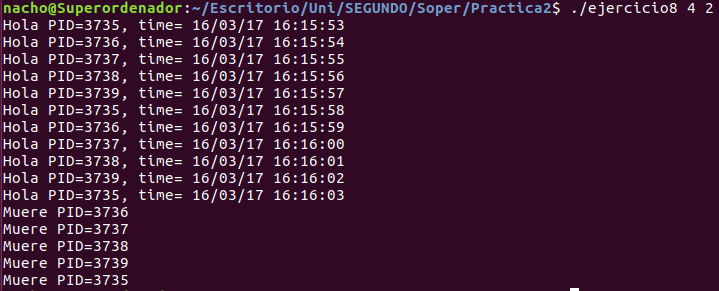 nacho@Superordenador:~/Escritorio/Uni/SEGUNDO/Soper/Practica2$ ./ejercicio8 4 2
Hola PID=3735, time= 16/03/17 16:15:53
Hola PID=3736, time= 16/03/17 16:15:54
Hola PID=3737, time= 16/03/17 16:15:55
Hola PID=3738, time= 16/03/17 16:15:56
Hola PID=3739, time= 16/03/17 16:15:57
Hola PID=3735, time= 16/03/17 16:15:58
Hola PID=3736, time= 16/03/17 16:15:59
Hola PID=3737, time= 16/03/17 16:16:00
Hola PID=3738, time= 16/03/17 16:16:01
Hola PID=3739, time= 16/03/17 16:16:02
Hola PID=3735, time= 16/03/17 16:16:03
Muere PID=3736
Muere PID=3737
Muere PID=3738
Muere PID=3739
Muere PID=3735